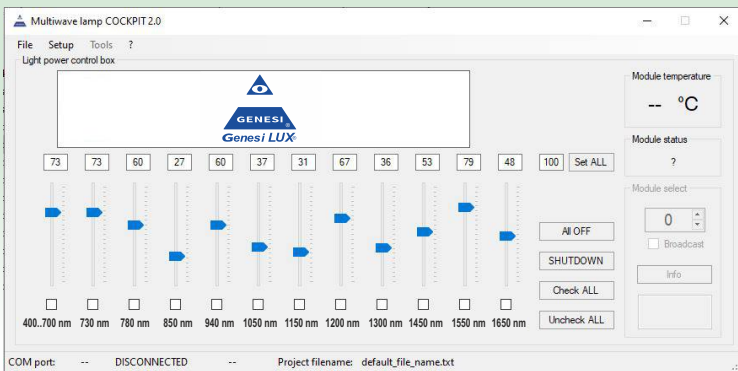 Multiwave lamp COCKPIT 2.0
File Setup Tools ?
Light power control box
GENESI®
Genesi LUX
73 73 60 27 60 37 31 67 36 53 79 48 100 Set ALL
All OFF
SHUTDOWN
Check ALL
Uncheck ALL
400..700 nm 730 nm 780 nm 850 nm 940 nm 1050 nm 1150 nm 1200 nm 1300 nm 1450 nm 1550 nm 1650 nm
Module temperature
-- °C
Module status
?
Module select
0
Broadcast
Info
COM port: -- DISCONNECTED -- Project filename: default_file_name.txt